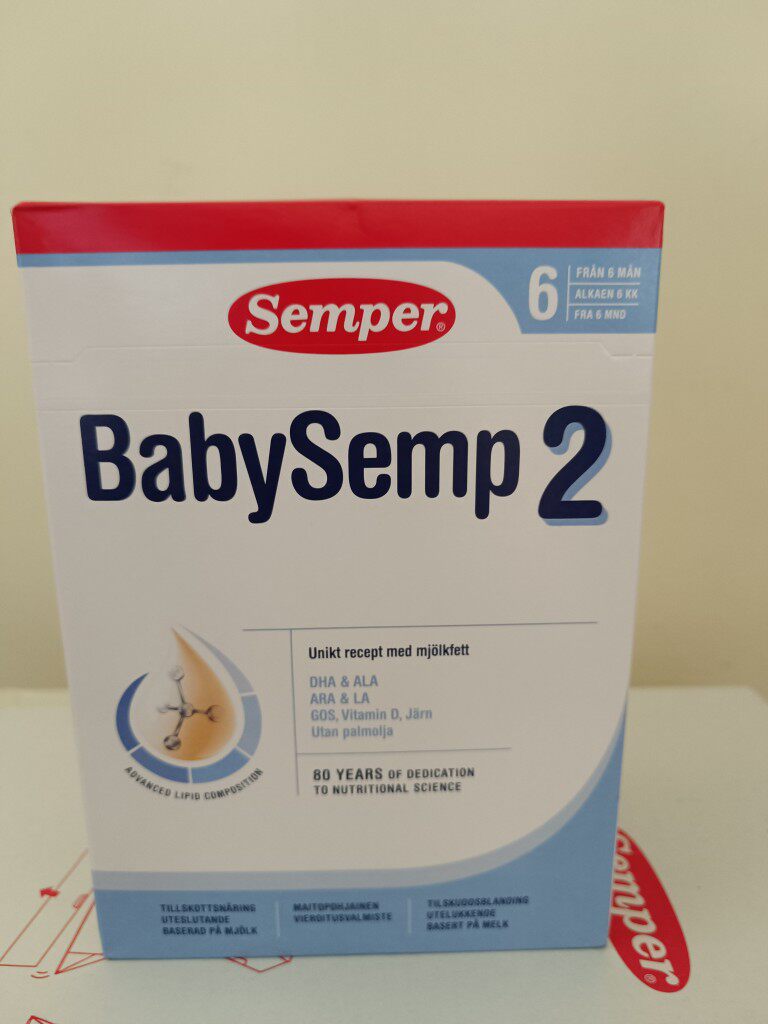 Semper®
6
FRÅN 6 MÅN
ALKAEN 6 KK
FRA 6 MND
BabySemp 2
Unikt recept med mjölkfett
DHA & ALA
ARA & LA
GOS, Vitamin D, Järn
Utan palmolja
ADVANCED LIPID COMPOSITION
80 YEARS OF DEDICATION
TO NUTRITIONAL SCIENCE
TILLSKOTTSNÄRING
UTESLUTANDE
BASERAD PÅ MJÖLK
MAITOPOHJAINEN
VIEROITUSVALMISTE
TILSKUDDSBLANDING
UTELUKKENDE
BASERT PÅ MELK
Semper®